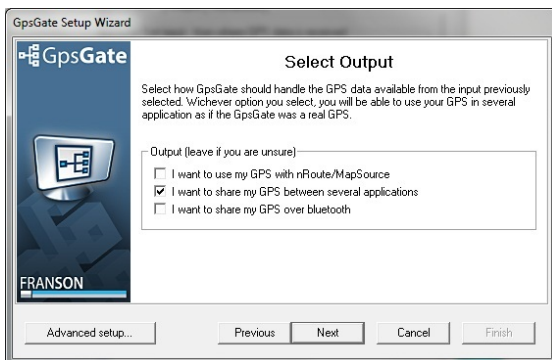 GpsGate Setup Wizard
GpsGate
Select Output
Select how GpsGate should handle the GPS data available from the input previously
selected. Wichever option you select, you will be able to use your GPS in several
application as if the GpsGate was a real GPS.
Output (leave if you are unsure)
I want to use my GPS with nRoute/MapSource
I want to share my GPS between several applications
I want to share my GPS over bluetooth
FRANSON
Advanced setup...
Previous
Next
Cancel
Finish